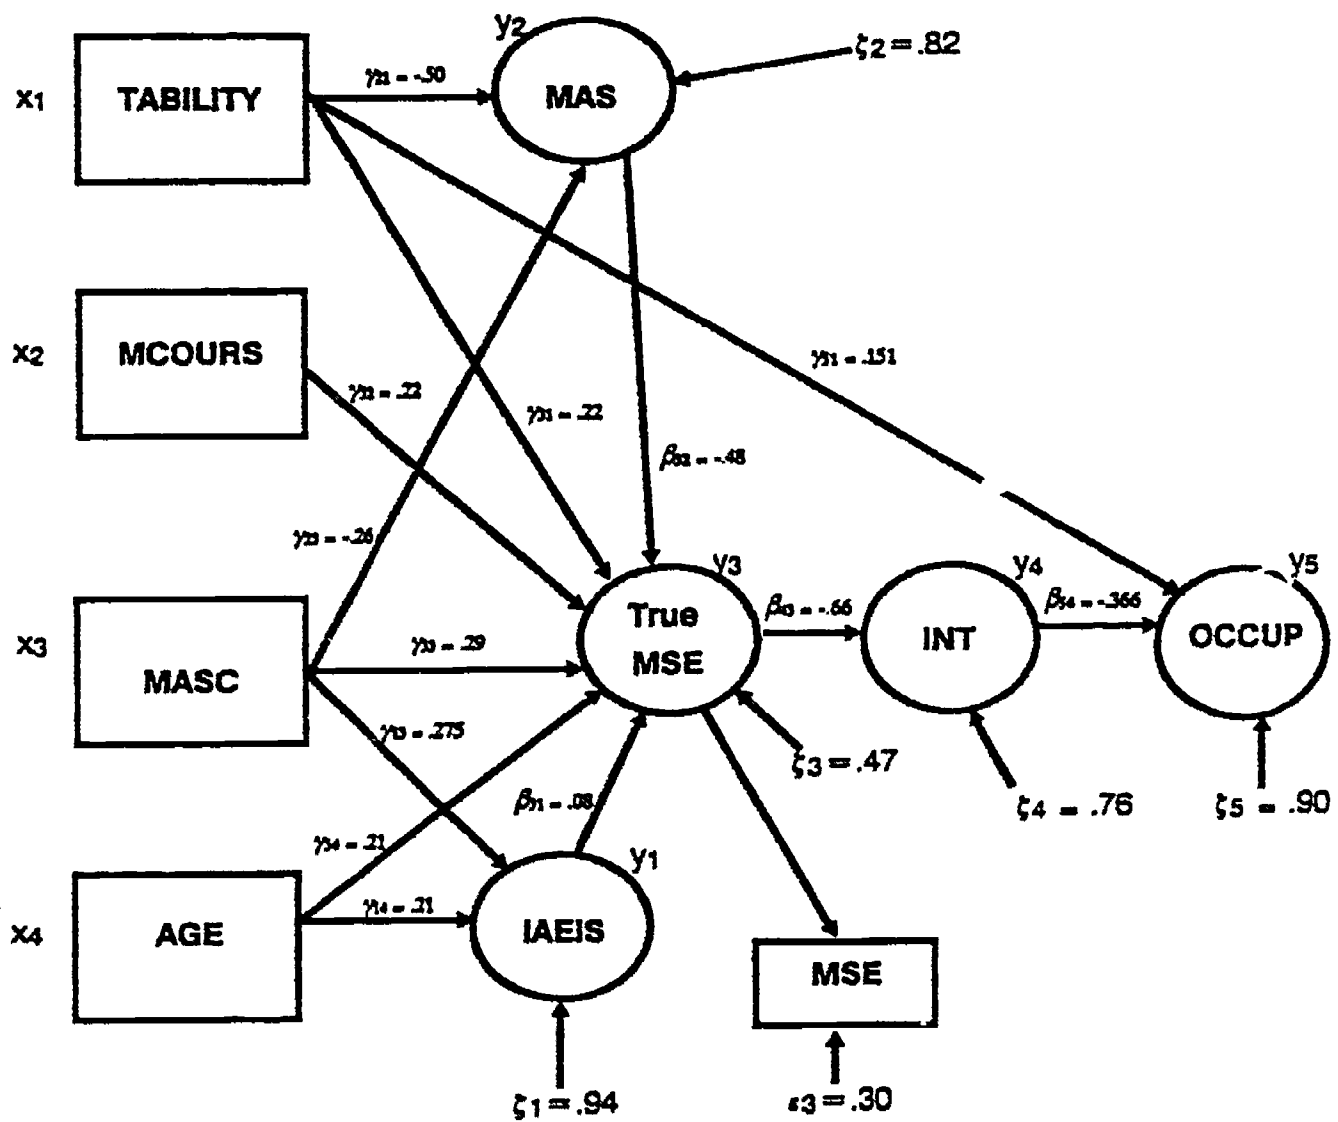 y2
ζ2 = .82
γ21 = -.50
x1
TABILITY
MAS
x2
MCOURS
γ51 = .151
γ32 = .22
γ31 = .22
β32 = -.48
γ23 = -.26
y3
y4
y5
x3
MASC
γ33 = .29
True
MSE
β43 = -.66
INT
β54 = -.366
OCCUP
γ13 = .275
ζ3 = .47
β31 = .08
ζ4 = .76
ζ5 = .90
γ34 = .21
y1
x4
AGE
γ14 = .21
IAEIS
MSE
ζ1 = .94
ε3 = .30